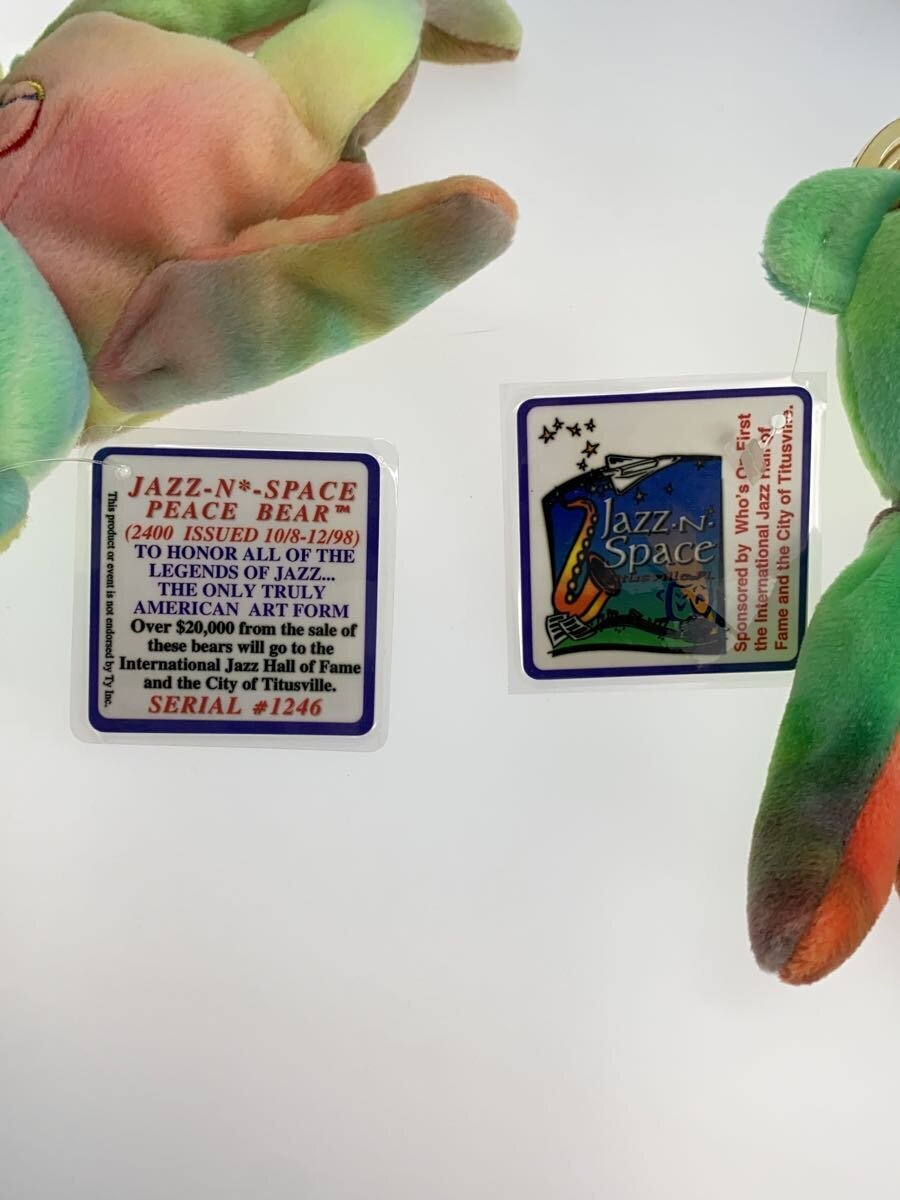 JAZZ-N*-SPACE
PEACE BEAR™
(2400 ISSUED 10/8-12/98)
TO HONOR ALL OF THE
LEGENDS OF JAZZ...
THE ONLY TRULY
AMERICAN ART FORM
Over $20,000 from the sale of
these bears will go to the
International Jazz Hall of Fame
and the City of Titusville.
SERIAL #1246
This product or event is not endorsed by Ty Inc.
Jazz·N·
Space
Sponsored by Who's On First
the International Jazz Hall of
Fame and the City of Titusville.